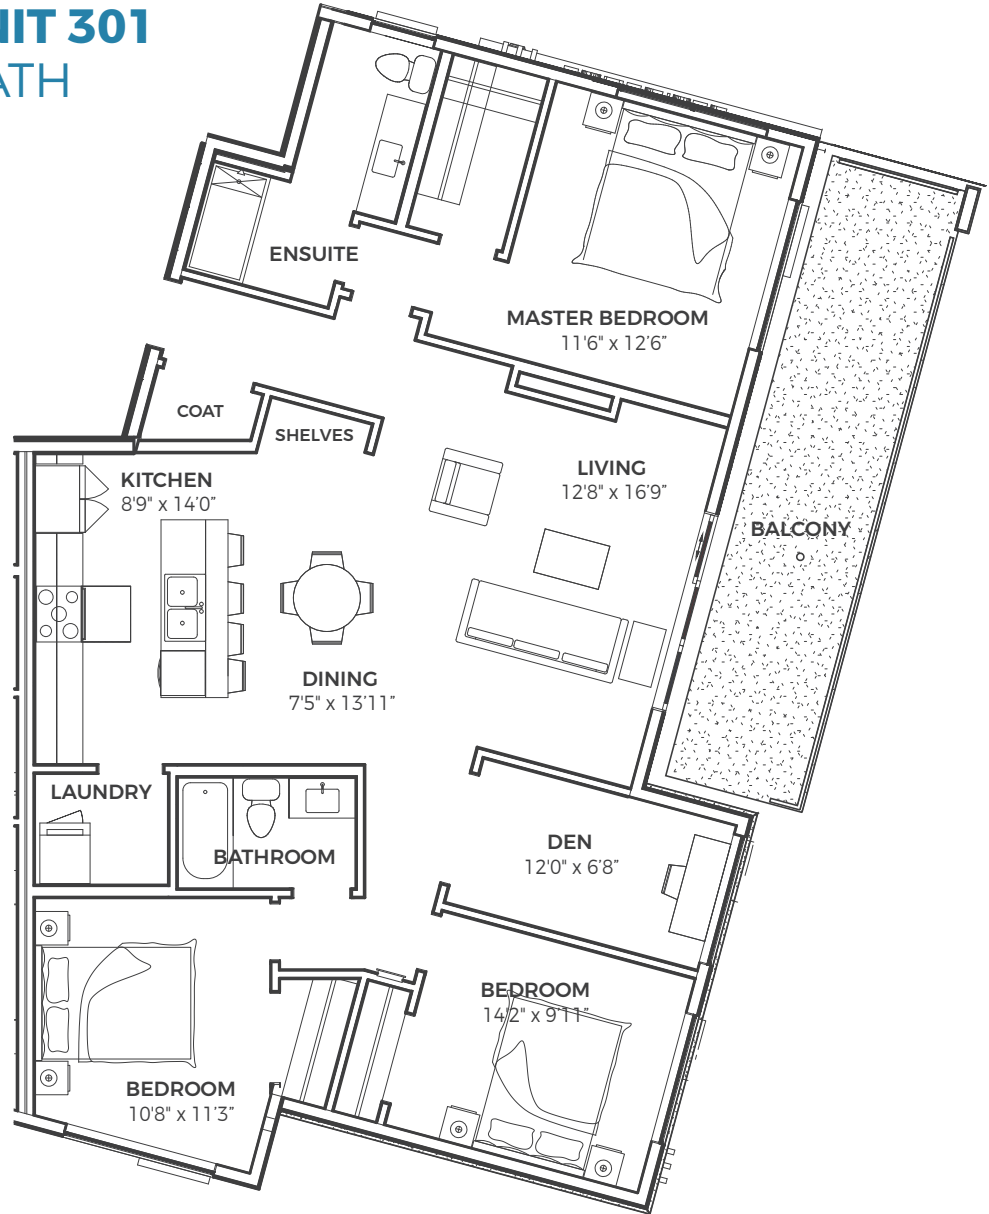 NIT 301
ATH
ENSUITE
MASTER BEDROOM
11'6" x 12'6"
COAT
SHELVES
KITCHEN
8'9" x 14'0"
LIVING
12'8" x 16'9"
BALCONY
DINING
7'5" x 13'11"
LAUNDRY
BATHROOM
DEN
12'0" x 6'8"
BEDROOM
14'2" x 9'11"
BEDROOM
10'8" x 11'3"